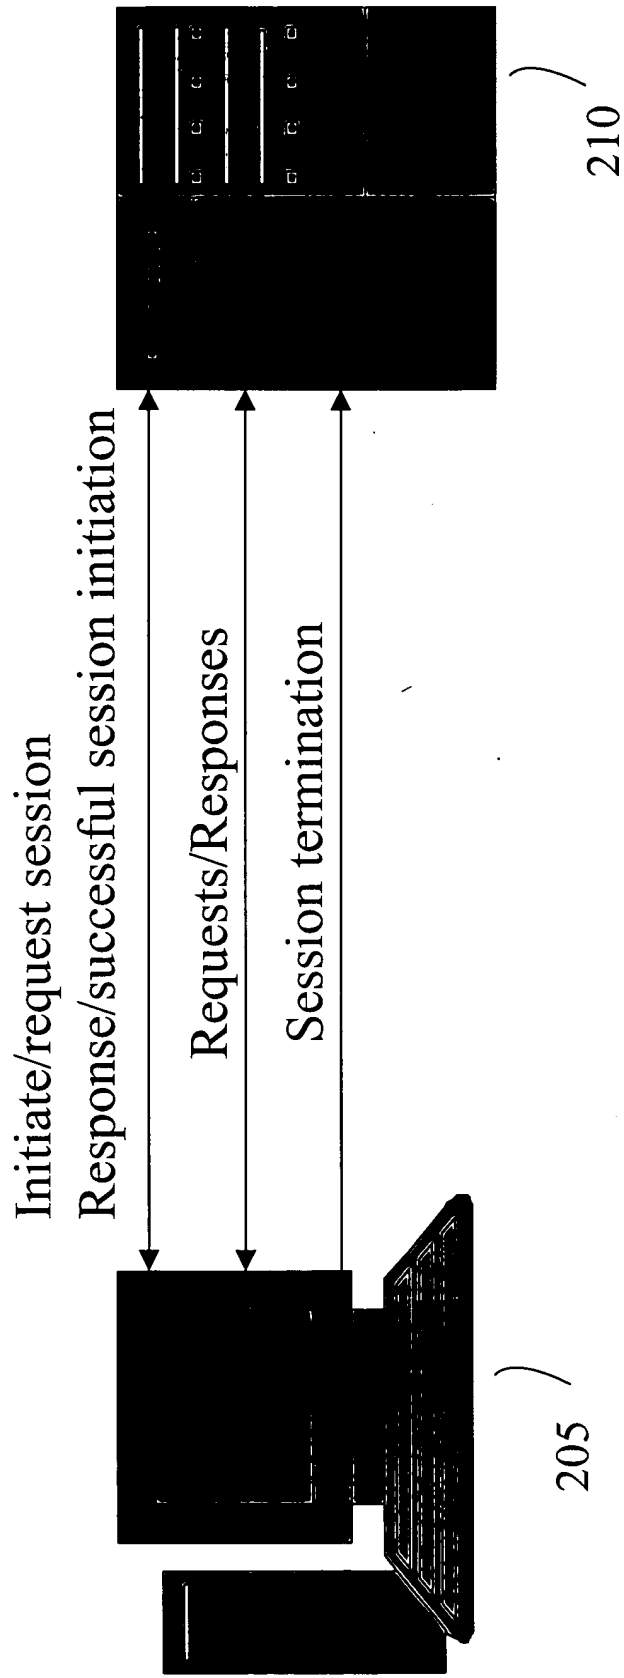 Initiate/request session
Response/successful session initiation
Requests/Responses
Session termination
205
210